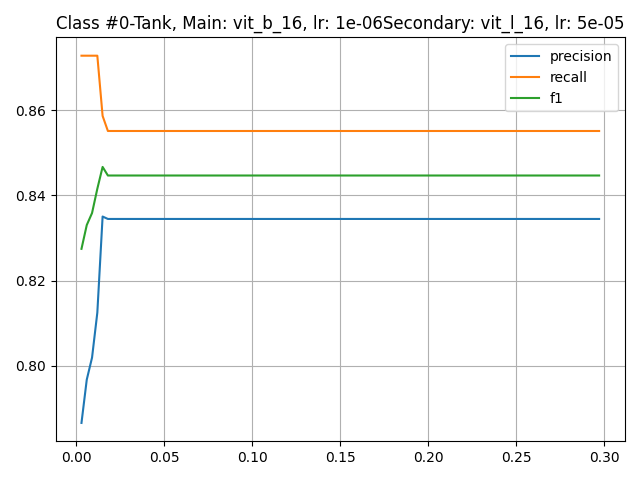 Class #0-Tank, Main: vit_b_16, lr: 1e-06Secondary: vit_l_16, lr: 5e-05
precision
recall
f1
0.86
0.84
0.82
0.80
0.00 0.05 0.10 0.15 0.20 0.25 0.30